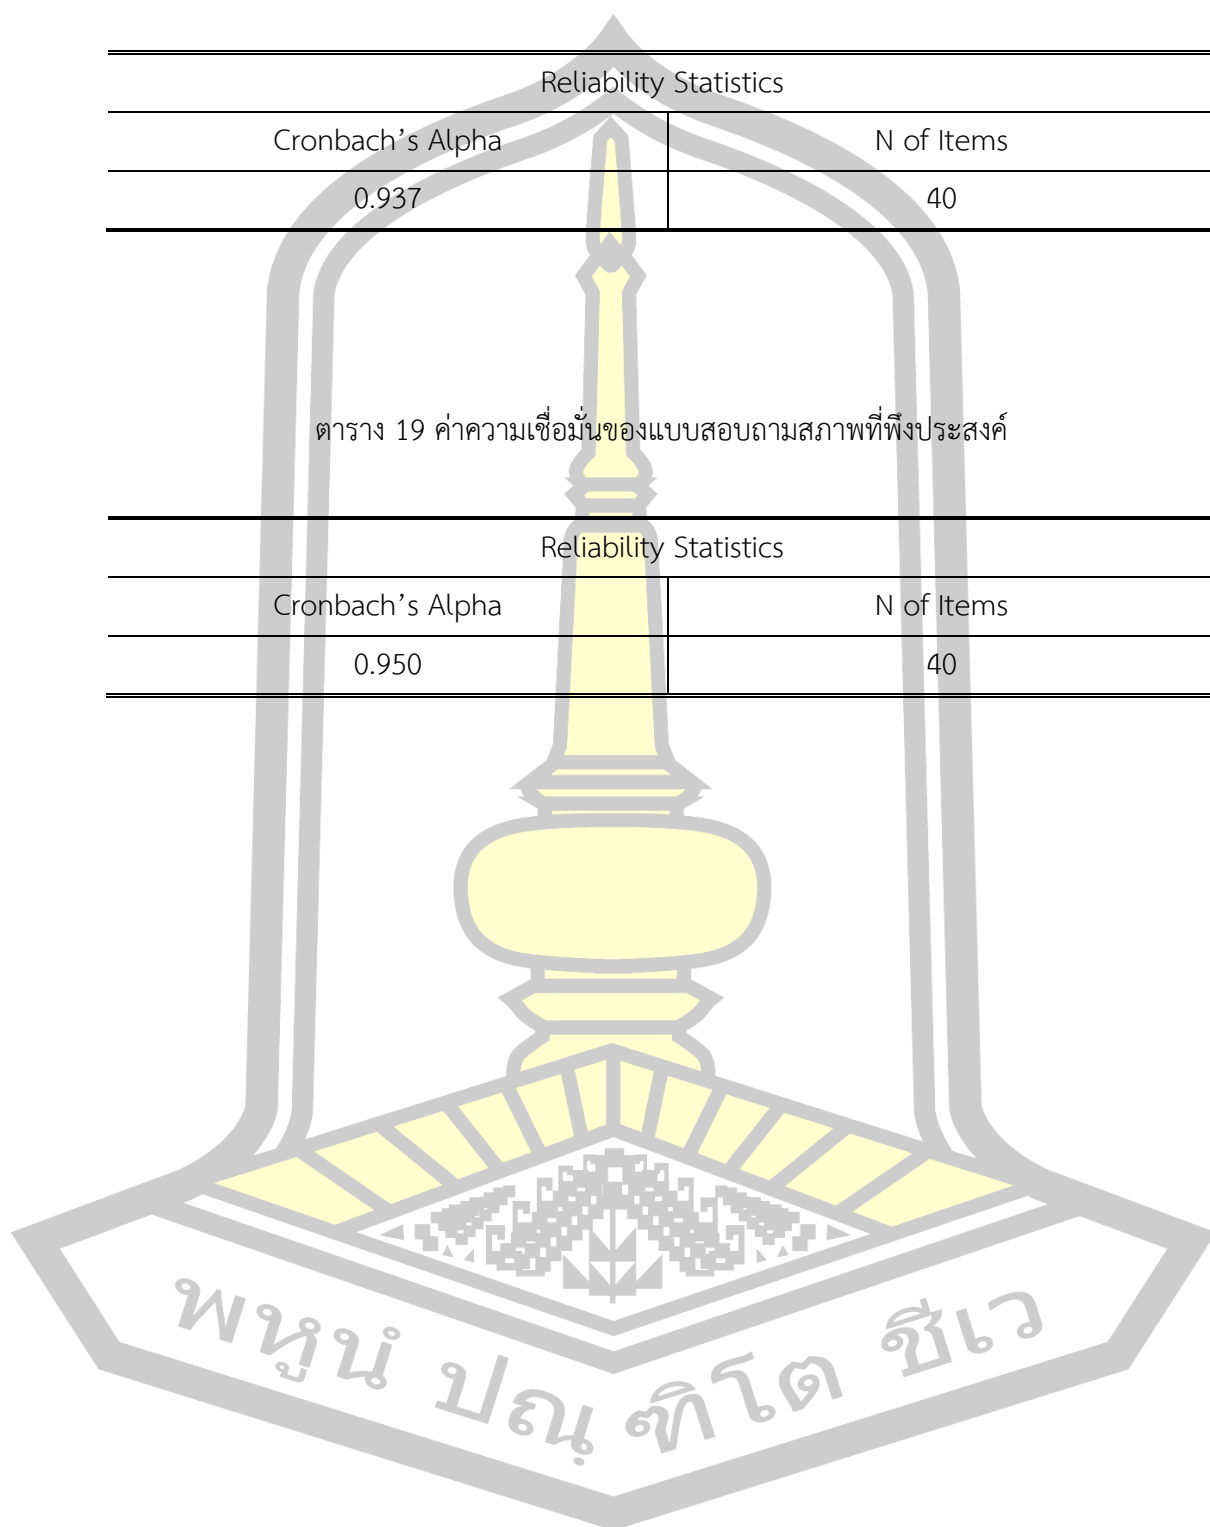 Reliability Statistics
Cronbach’s Alpha N of Items
0.937 40
ตาราง 19 ค่าความเชื่อมั่นของแบบสอบถามสภาพที่พึงประสงค์
Reliability Statistics
Cronbach’s Alpha N of Items
0.950 40
พหูนํ ปณฺฑิโต ชีเว